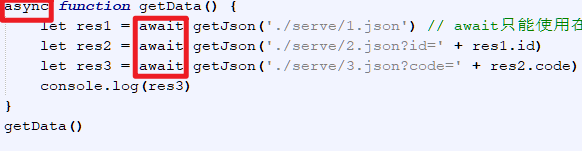 async function getData() {
let res1 = await getJson('./serve/1.json') // await只能使用在
let res2 = await getJson('./serve/2.json?id=' + res1.id)
let res3 = await getJson('./serve/3.json?code=' + res2.code)
console.log(res3)
}
getData()